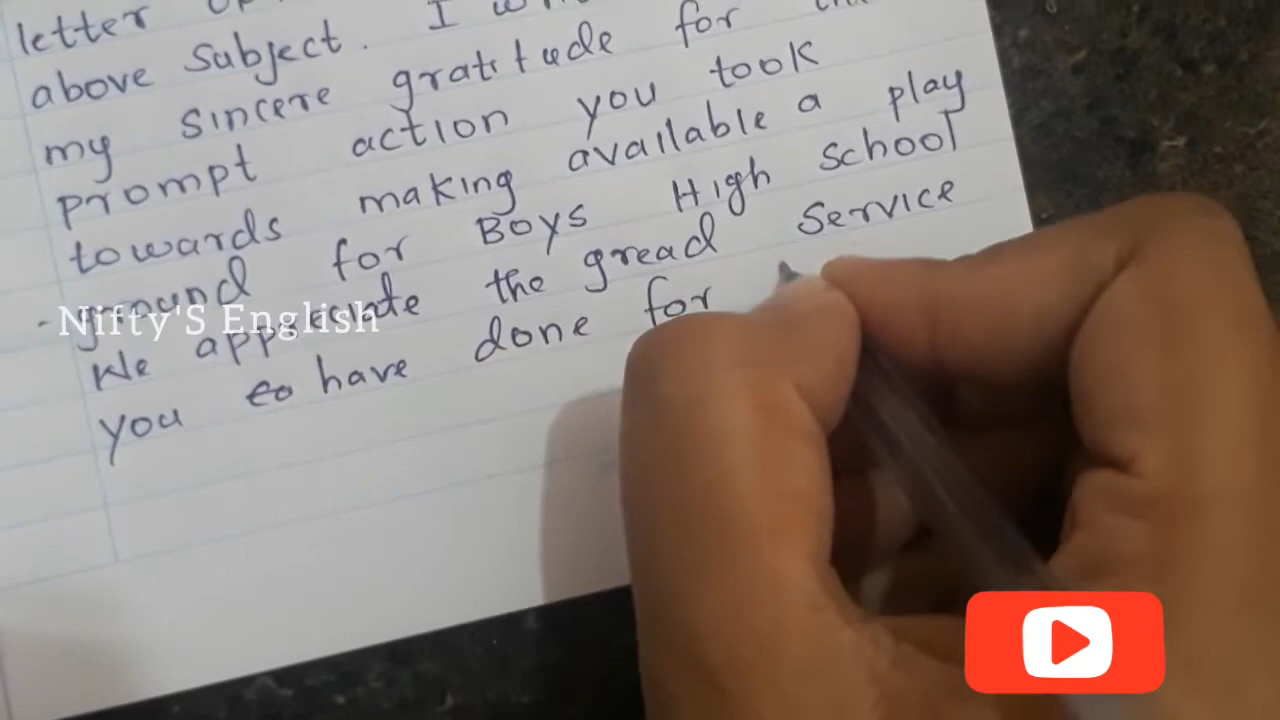 letter
above subject. I
my sincere gratitude for
prompt action you took
towards making available a play
ground for Boys High School
We appreciate the gread service
you to have done for
Nifty'S English